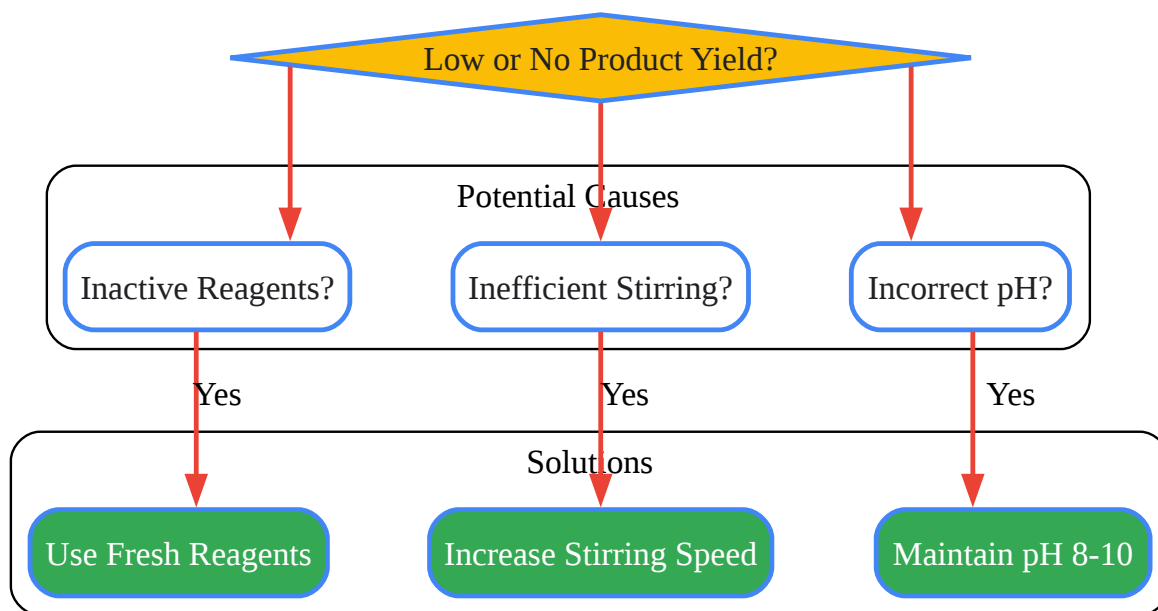 Low or No Product Yield?
Potential Causes
Inactive Reagents?
Inefficient Stirring?
Incorrect pH?
Yes
Yes
Yes
Solutions
Use Fresh Reagents
Increase Stirring Speed
Maintain pH 8-10